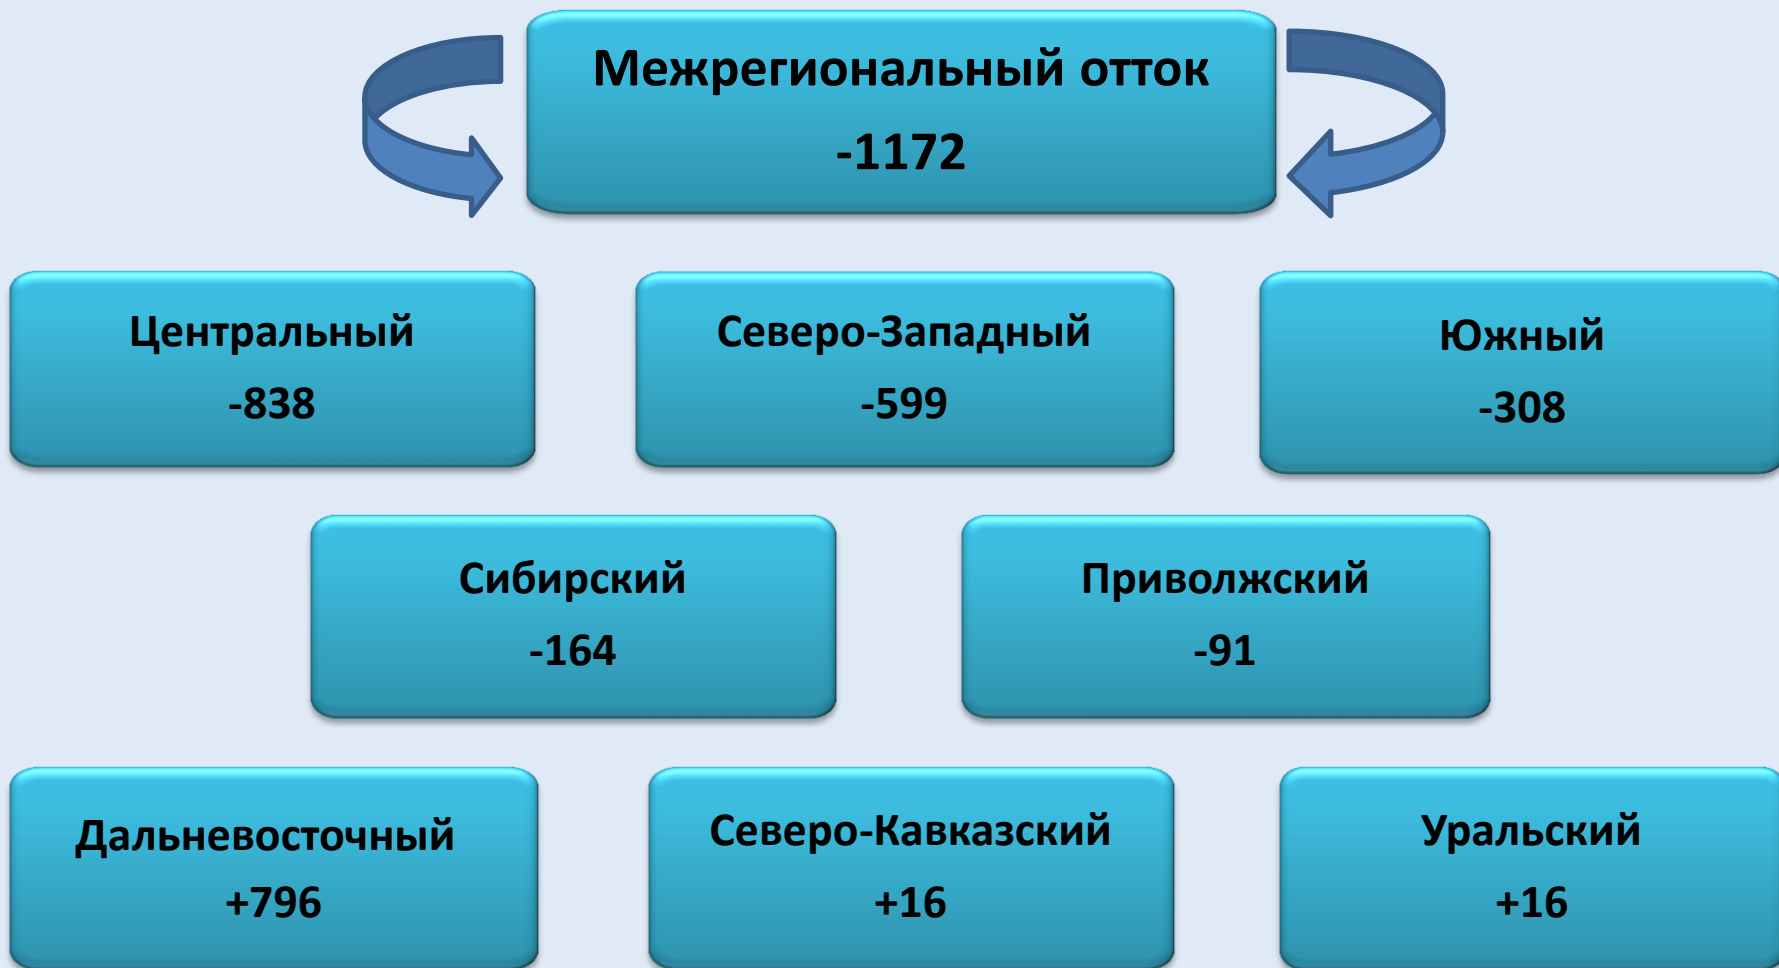 Межрегиональный отток
-1172
Центральный
-838
Северо-Западный
-599
Южный
-308
Сибирский
-164
Приволжский
-91
Дальневосточный
+796
Северо-Кавказский
+16
Уральский
+16